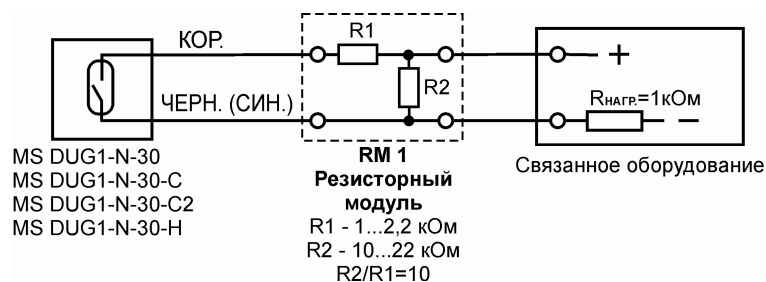 КОР.
ЧЕРН. (СИН.)
R1
R2
+
Rнагр.=1кОм
−
MS DUG1-N-30
MS DUG1-N-30-C
MS DUG1-N-30-C2
MS DUG1-N-30-H
RM 1
Резисторный
модуль
R1 - 1...2,2 кОм
R2 - 10...22 кОм
R2/R1=10
Связанное оборудование